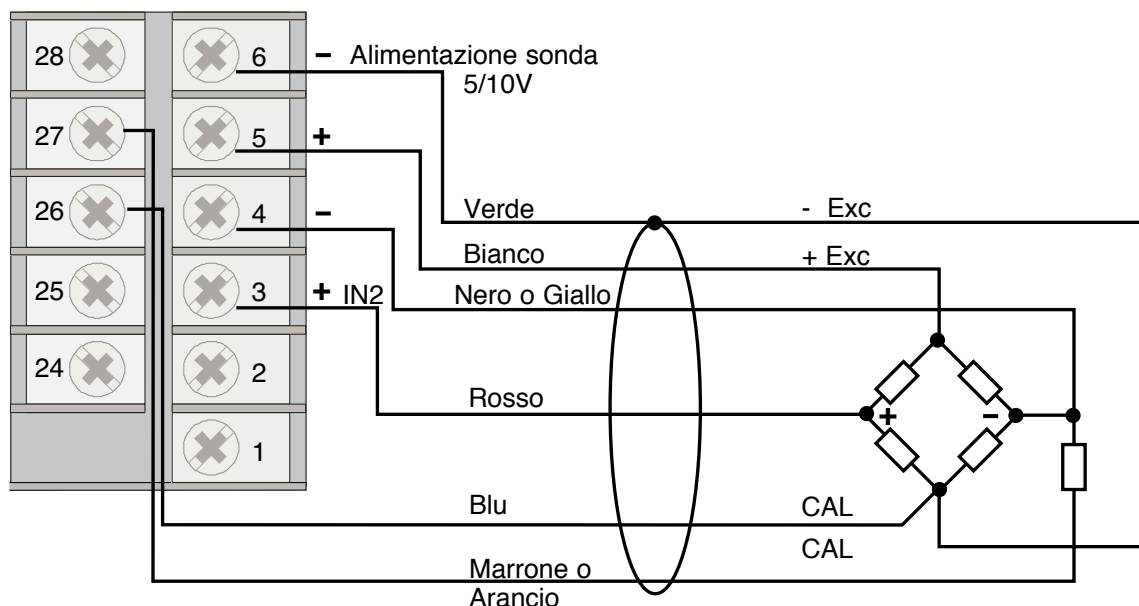 28
6
− Alimentazione sonda
5/10V
27
5
+
26
4
−
Verde
- Exc
Bianco
+ Exc
25
3
+ IN2
Nero o Giallo
24
2
Rosso
+
−
1
Blu
CAL
CAL
Marrone o
Arancio